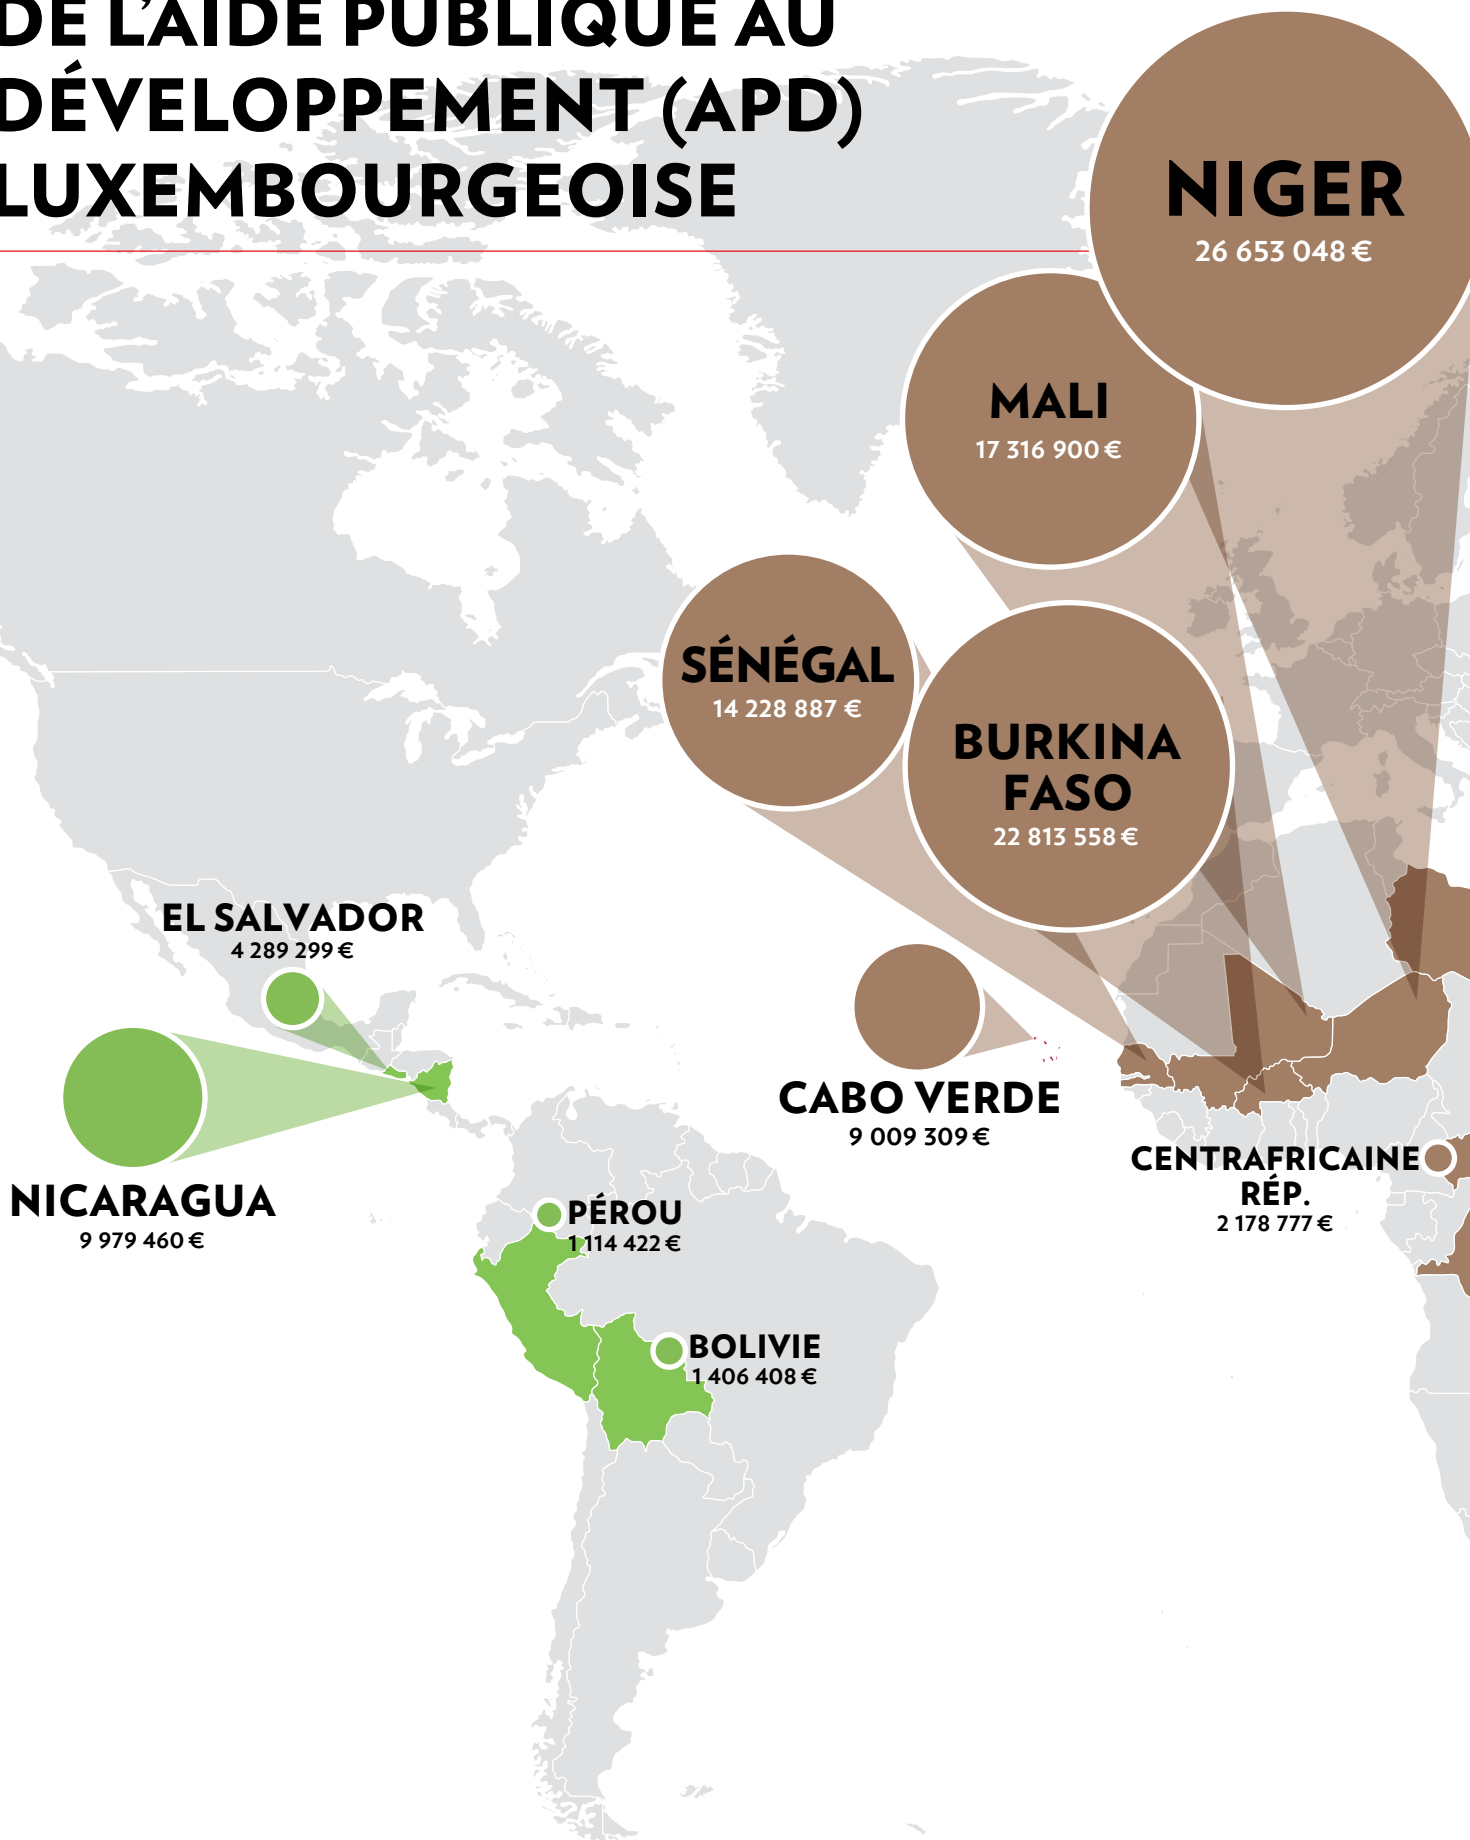 DE L'AIDE PUBLIQUE AU
DÉVELOPPEMENT (APD)
LUXEMBOURGEOISE
NIGER
26 653 048 €
MALI
17 316 900 €
SÉNÉGAL
14 228 887 €
BURKINA
FASO
22 813 558 €
EL SALVADOR
4 289 299 €
CABO VERDE
9 009 309 €
NICARAGUA
9 979 460 €
CENTRAFRICAINE
RÉP.
2 178 777 €
PÉROU
1 114 422 €
BOLIVIE
1 406 408 €